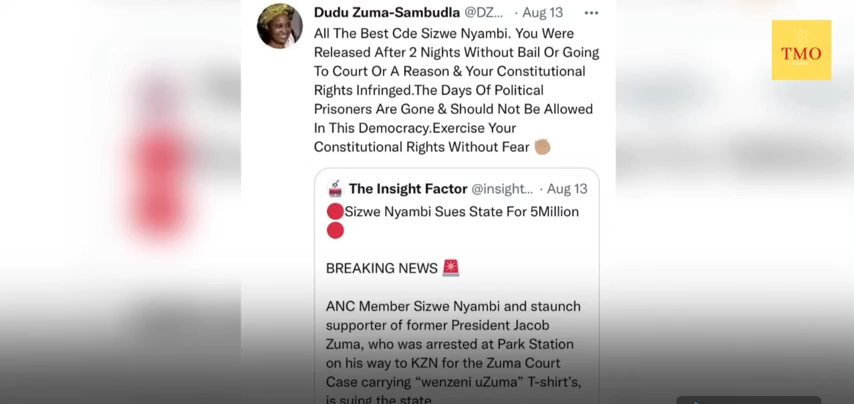 Dudu Zuma-Sambudla @DZ... · Aug 13 ...
All The Best Cde Sizwe Nyambi. You Were
Released After 2 Nights Without Bail Or Going
To Court Or A Reason & Your Constitutional
Rights Infringed.The Days Of Political
Prisoners Are Gone & Should Not Be Allowed
In This Democracy.Exercise Your
Constitutional Rights Without Fear ✊🏽
The Insight Factor @insight... · Aug 13
🔴Sizwe Nyambi Sues State For 5Million
🔴
BREAKING NEWS 🚨
ANC Member Sizwe Nyambi and staunch
supporter of former President Jacob
Zuma, who was arrested at Park Station
on his way to KZN for the Zuma Court
Case carrying “wenzeni uZuma” T-shirt’s,
is suing the state
TMO